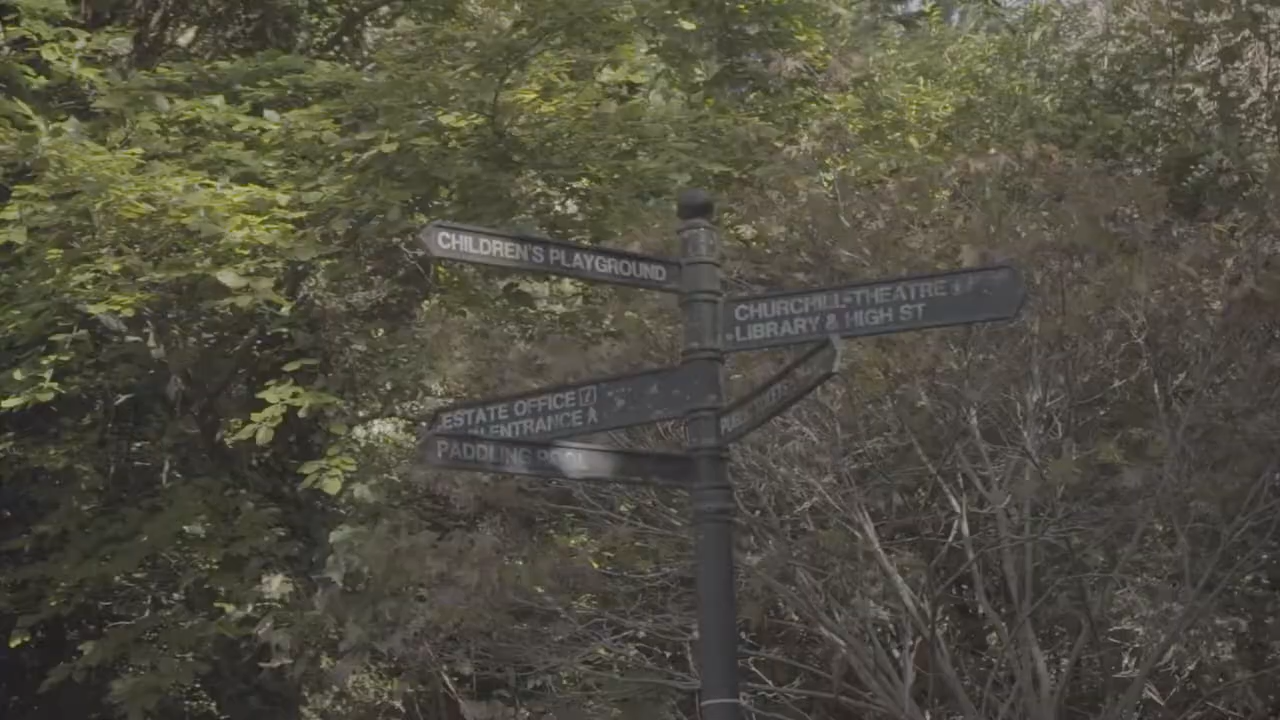 CHILDREN'S PLAYGROUND
CHURCHILL THEATRE
LIBRARY & HIGH ST
ESTATE OFFICE
ENTRANCE A
PADDLING POOL